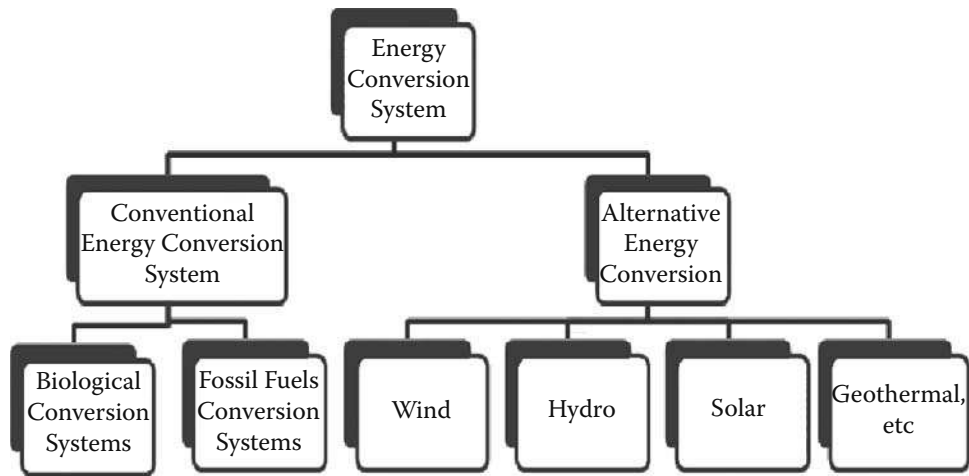 Energy
Conversion
System
Conventional
Energy Conversion
System
Alternative
Energy
Conversion
Biological
Conversion
Systems
Fossil Fuels
Conversion
Systems
Wind
Hydro
Solar
Geothermal,
etc